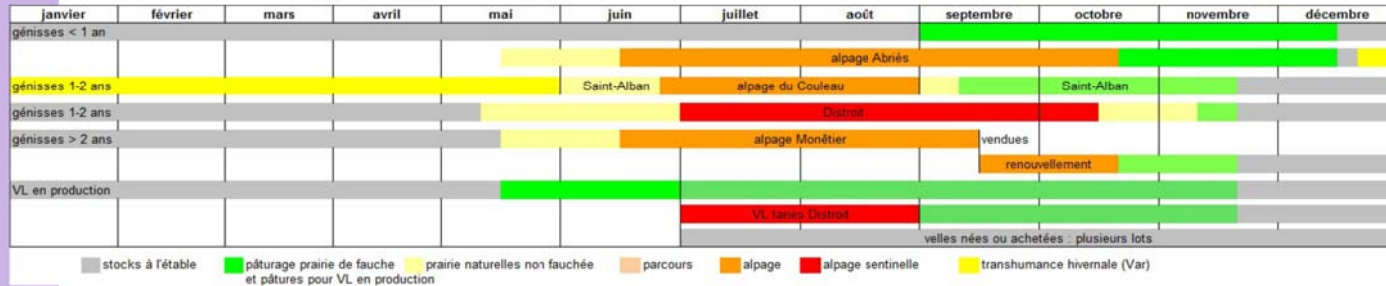 janvier février mars avril mai juin juillet août septembre octobre novembre décembre
génisses < 1 an
alpage Abriès
génisses 1-2 ans Saint-Alban alpage du Couleau Saint-Alban
génisses 1-2 ans Distroit
génisses > 2 ans alpage Monêtier vendues
renouvellement
VL en production
VL taries Distroit
velles nées ou achetées : plusieurs lots
stocks à l'étable pâturage prairie de fauche prairie naturelles non fauchée parcours alpage alpage sentinelle transhumance hivernale (Var)
et pâtures pour VL en production